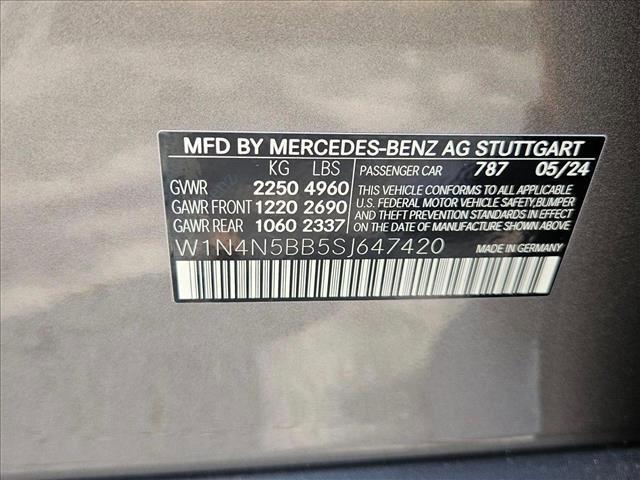 MFD BY MERCEDES-BENZ AG STUTTGART
KG LBS PASSENGER CAR 787 05/24
GVWR 2250 4960 THIS VEHICLE CONFORMS TO ALL APPLICABLE
GAWR FRONT 1220 2690 U.S. FEDERAL MOTOR VEHICLE SAFETY, BUMPER
AND THEFT PREVENTION STANDARDS IN EFFECT
GAWR REAR 1060 2337 ON THE DATE OF MANUFACTURE SHOWN ABOVE.
W1N4N5BB5SJ647420 MADE IN GERMANY